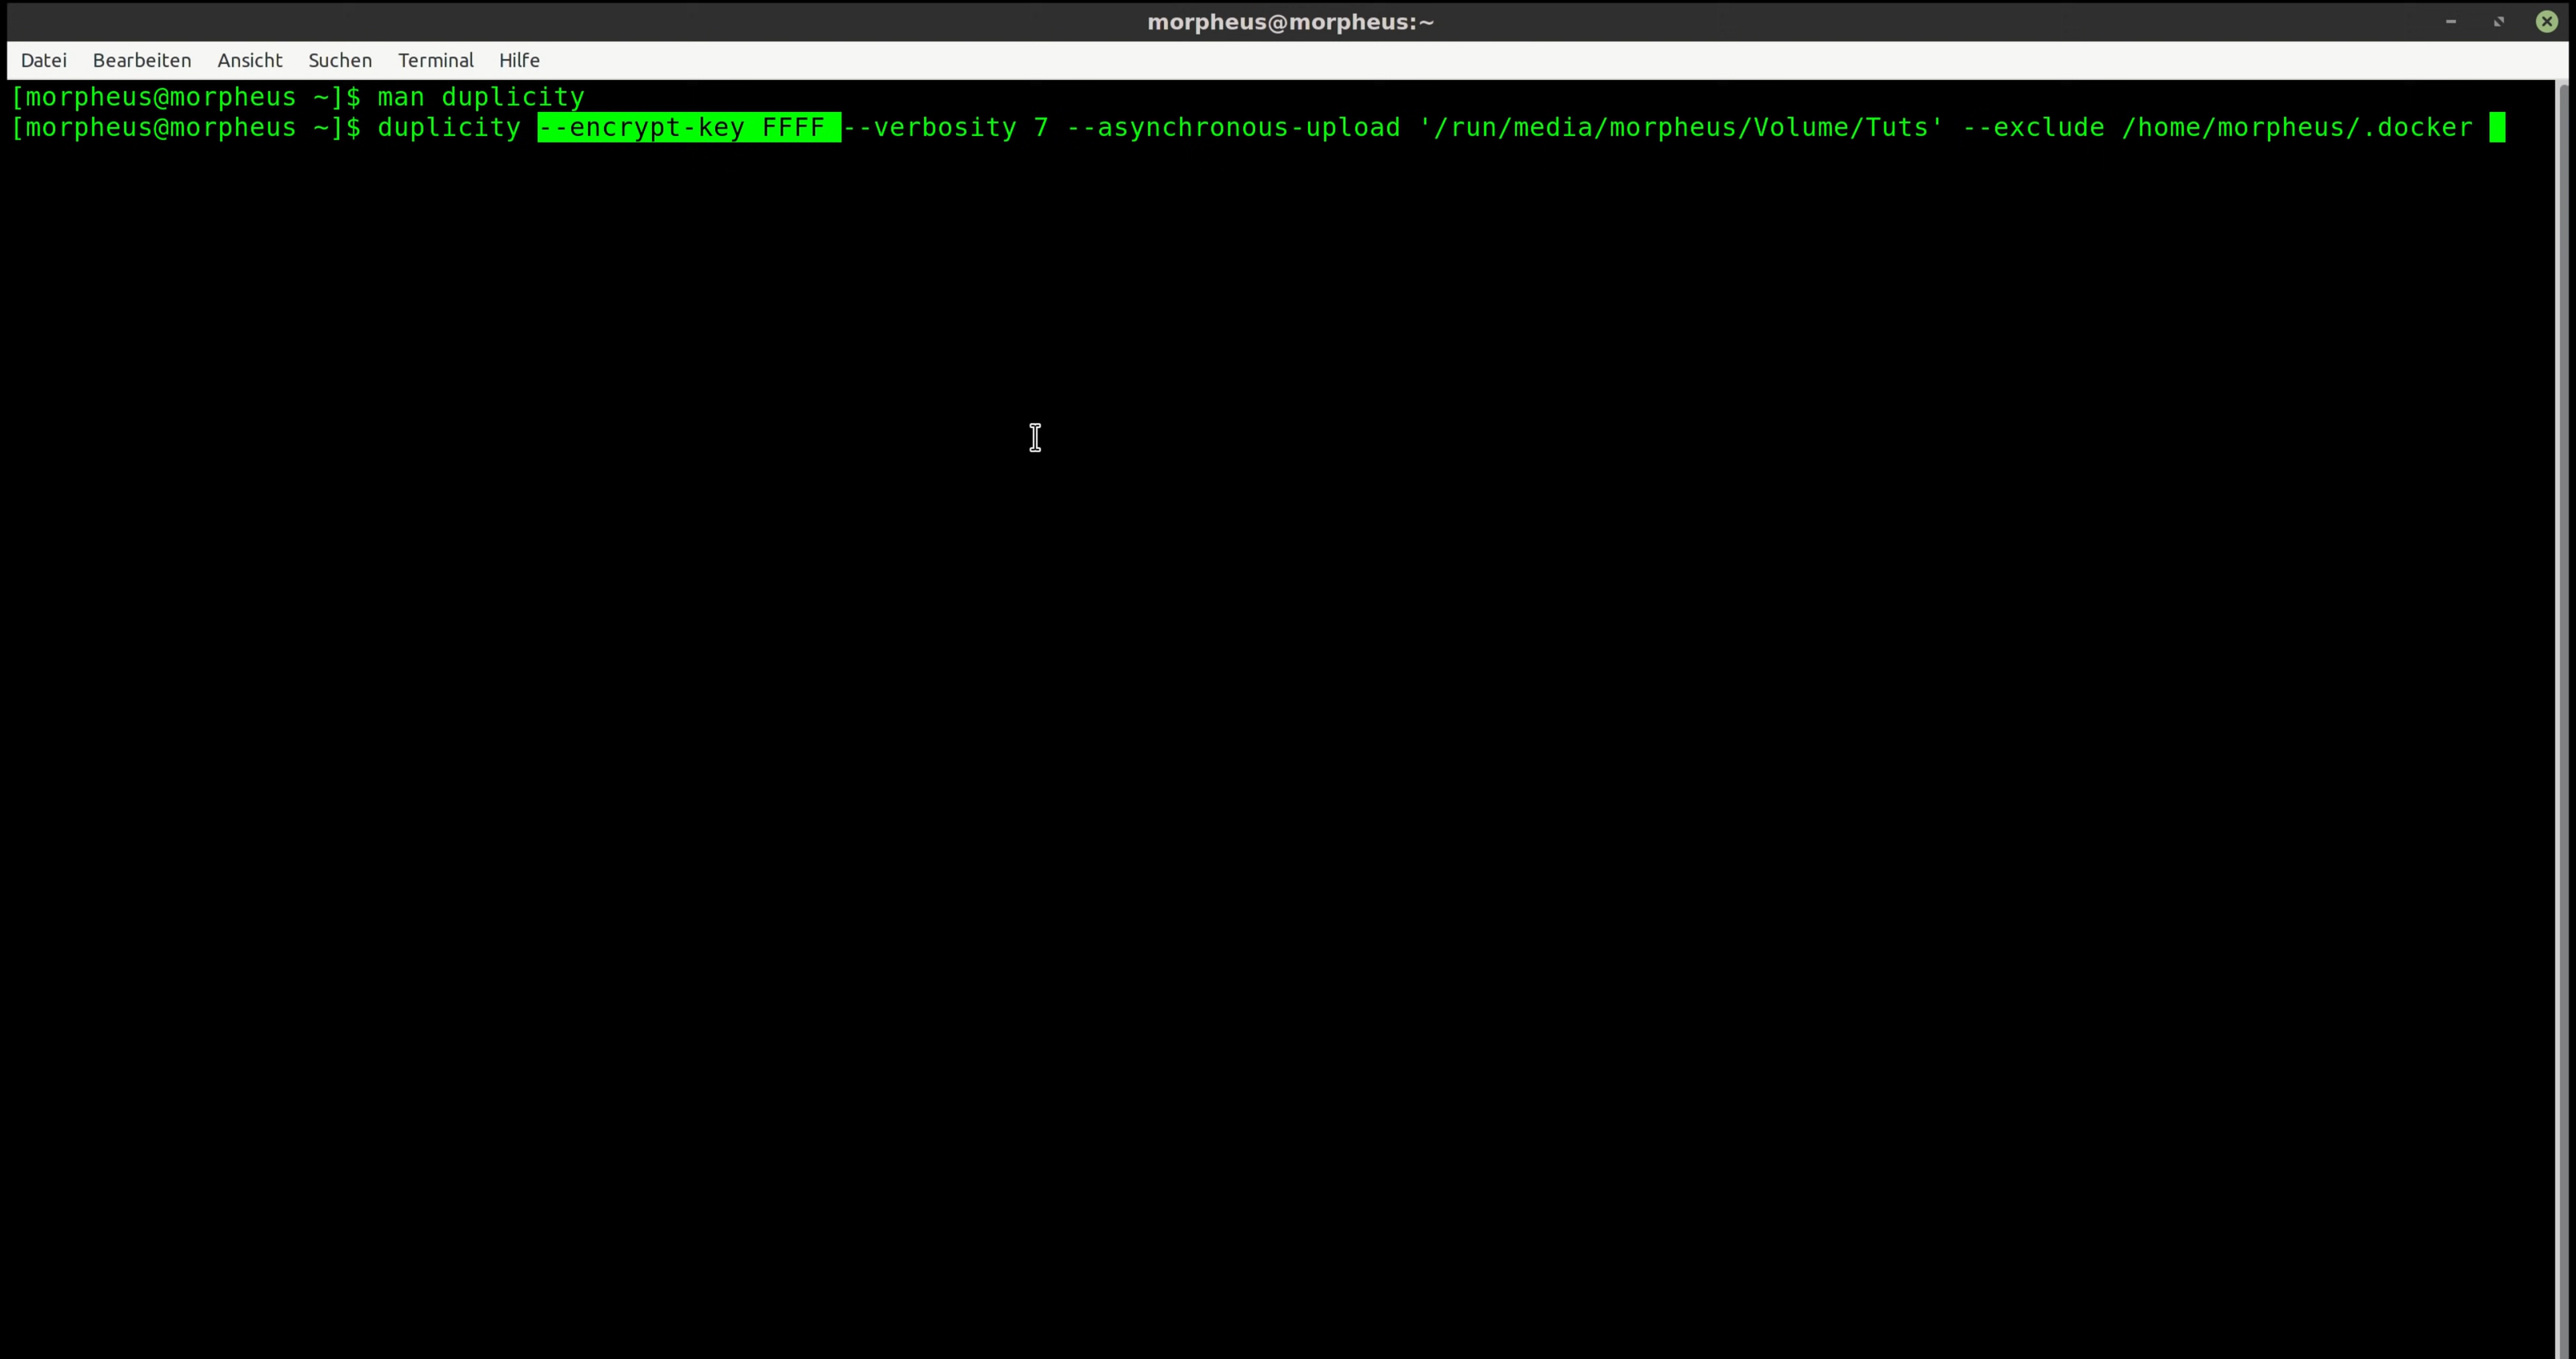 morpheus@morpheus:~
Datei Bearbeiten Ansicht Suchen Terminal Hilfe
[morpheus@morpheus ~]$ man duplicity
[morpheus@morpheus ~]$ duplicity --encrypt-key FFFF --verbosity 7 --asynchronous-upload '/run/media/morpheus/Volume/Tuts' --exclude /home/morpheus/.docker